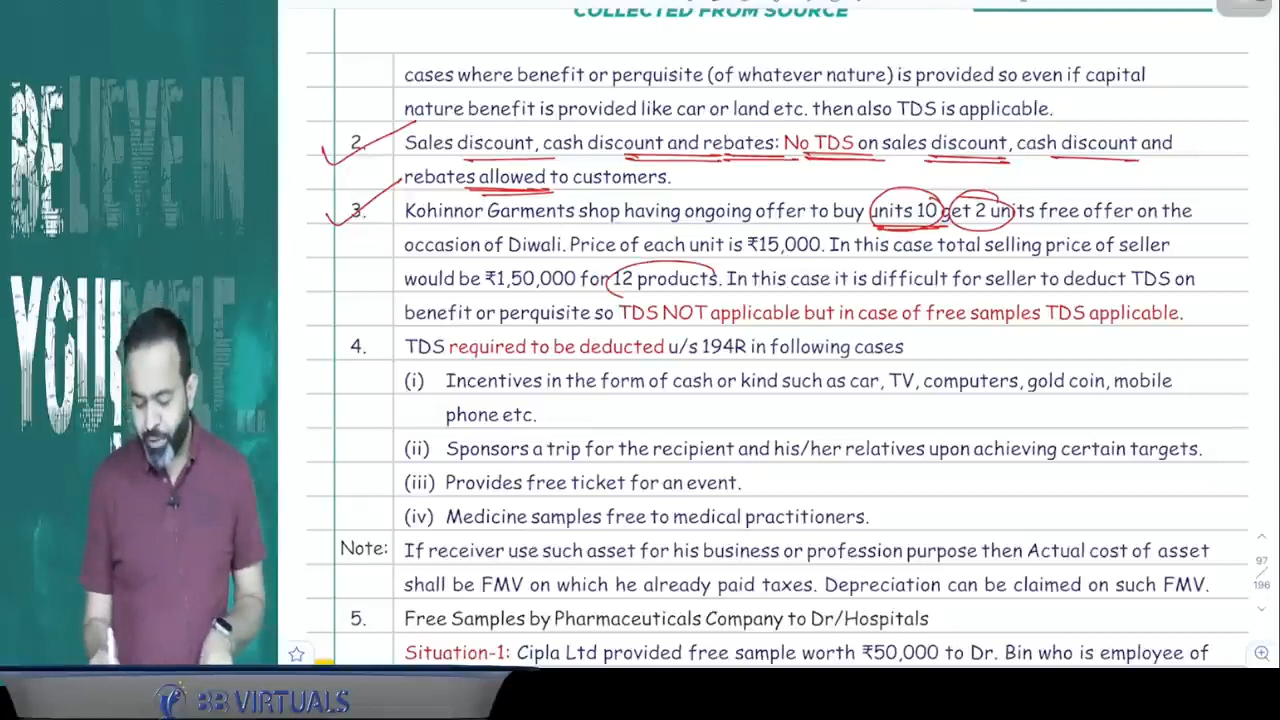 COLLECTED FROM SOURCE
cases where benefit or perquisite (of whatever nature) is provided so even if capital
nature benefit is provided like car or land etc. then also TDS is applicable.
2. Sales discount, cash discount and rebates: No TDS on sales discount, cash discount and
rebates allowed to customers.
3. Kohinnor Garments shop having ongoing offer to buy units 10 get 2 units free offer on the
occasion of Diwali. Price of each unit is ₹15,000. In this case total selling price of seller
would be ₹1,50,000 for 12 products. In this case it is difficult for seller to deduct TDS on
benefit or perquisite so TDS NOT applicable but in case of free samples TDS applicable.
4. TDS required to be deducted u/s 194R in following cases
(i) Incentives in the form of cash or kind such as car, TV, computers, gold coin, mobile
phone etc.
(ii) Sponsors a trip for the recipient and his/her relatives upon achieving certain targets.
(iii) Provides free ticket for an event.
(iv) Medicine samples free to medical practitioners.
Note: If receiver use such asset for his business or profession purpose then Actual cost of asset
shall be FMV on which he already paid taxes. Depreciation can be claimed on such FMV.
5. Free Samples by Pharmaceuticals Company to Dr/Hospitals
Situation-1: Cipla Ltd provided free sample worth ₹50,000 to Dr. Bin who is employee of
97
/
196
BELIEVE IN
BB VIRTUALS